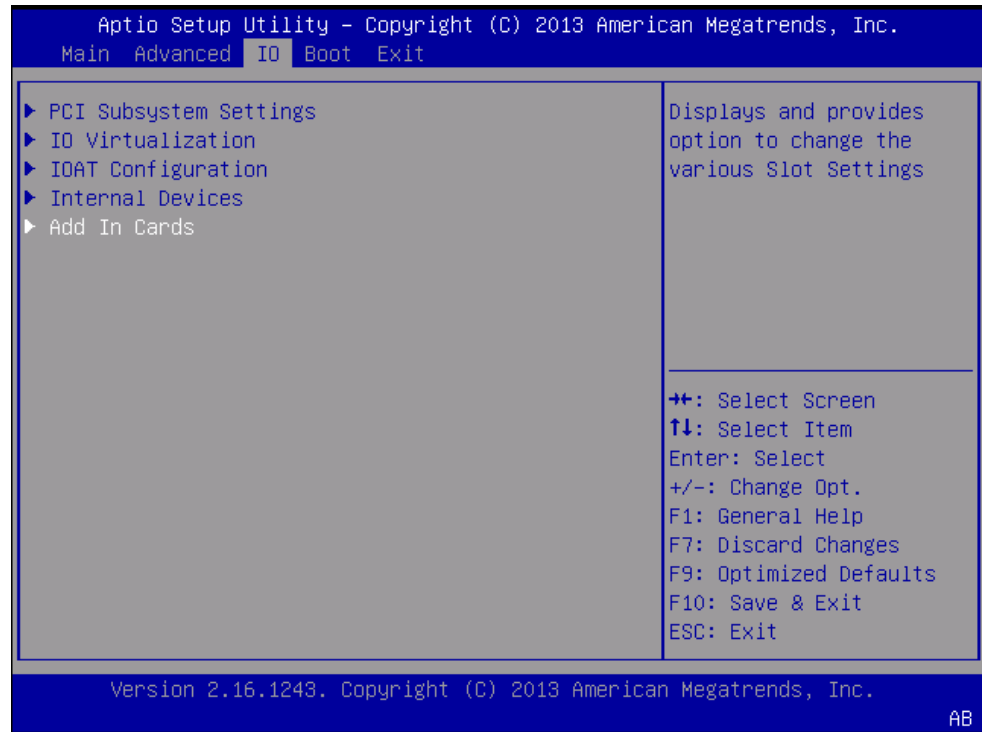 Aptio Setup Utility – Copyright (C) 2013 American Megatrends, Inc.
Main Advanced IO Boot Exit
▶ PCI Subsystem Settings
▶ IO Virtualization
▶ IOAT Configuration
▶ Internal Devices
▶ Add In Cards
Displays and provides
option to change the
various Slot Settings
→←: Select Screen
↑↓: Select Item
Enter: Select
+/-: Change Opt.
F1: General Help
F7: Discard Changes
F9: Optimized Defaults
F10: Save & Exit
ESC: Exit
Version 2.16.1243. Copyright (C) 2013 American Megatrends, Inc.
AB